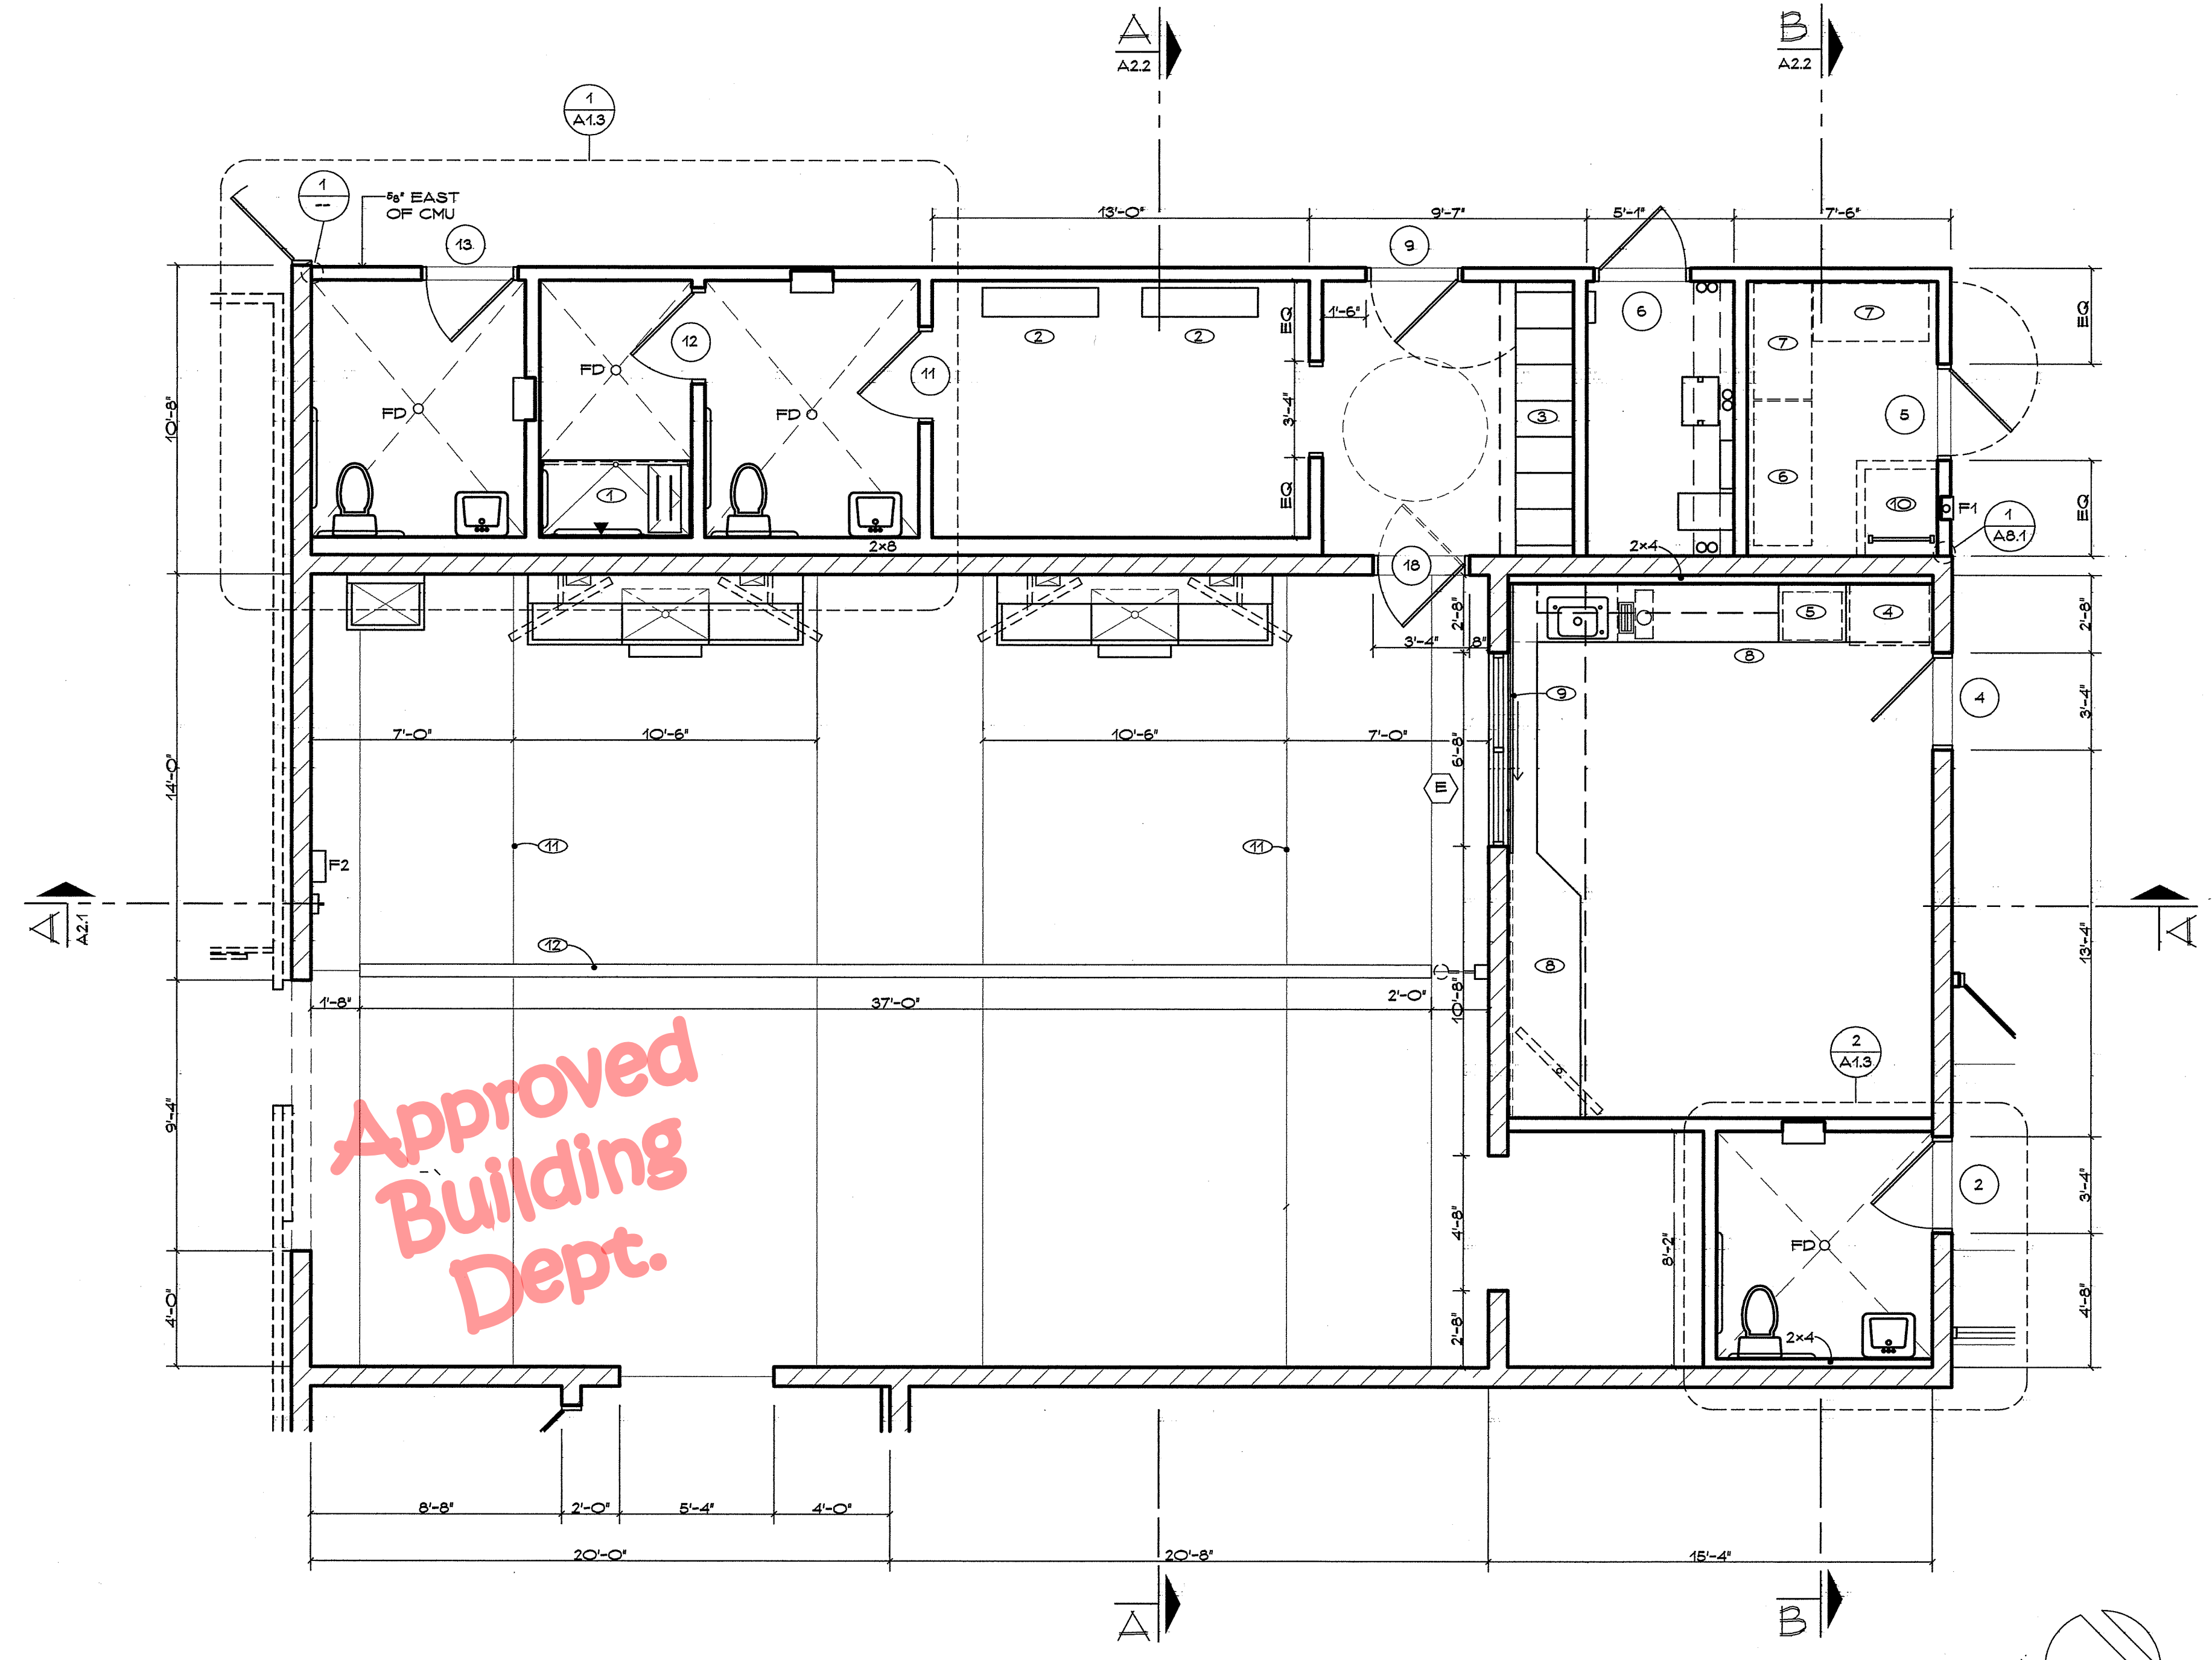 A
A2.2
B
A2.2
1
A1.3
1
--
5/8" EAST
OF CMU
13
13'-0"
9'-7"
5'-1"
7'-6"
9
EQ
1'-6"
6
7
7
EQ
2
2
12
11
FD
FD
FD
10'-8"
3'-4"
3
5
6
10
F1
1
A8.1
1
EQ
EQ
2x8
2x4
18
2'-8"
3'-4"
8"
5
4
8
2'-8"
9
4
3'-4"
7'-0"
10'-6"
10'-6"
7'-0"
6'-8"
14'-0"
E
11
11
F2
A
A2.1
A
12
8
13'-4"
1'-8"
37'-0"
2'-0"
10'-8"
2
A1.3
Approved
Building
Dept.
9'-4"
2
3'-4"
4'-8"
8'-2"
FD
4'-0"
2'-8"
2x4
4'-8"
8'-8"
2'-0"
5'-4"
4'-0"
20'-0"
20'-8"
15'-4"
A
B